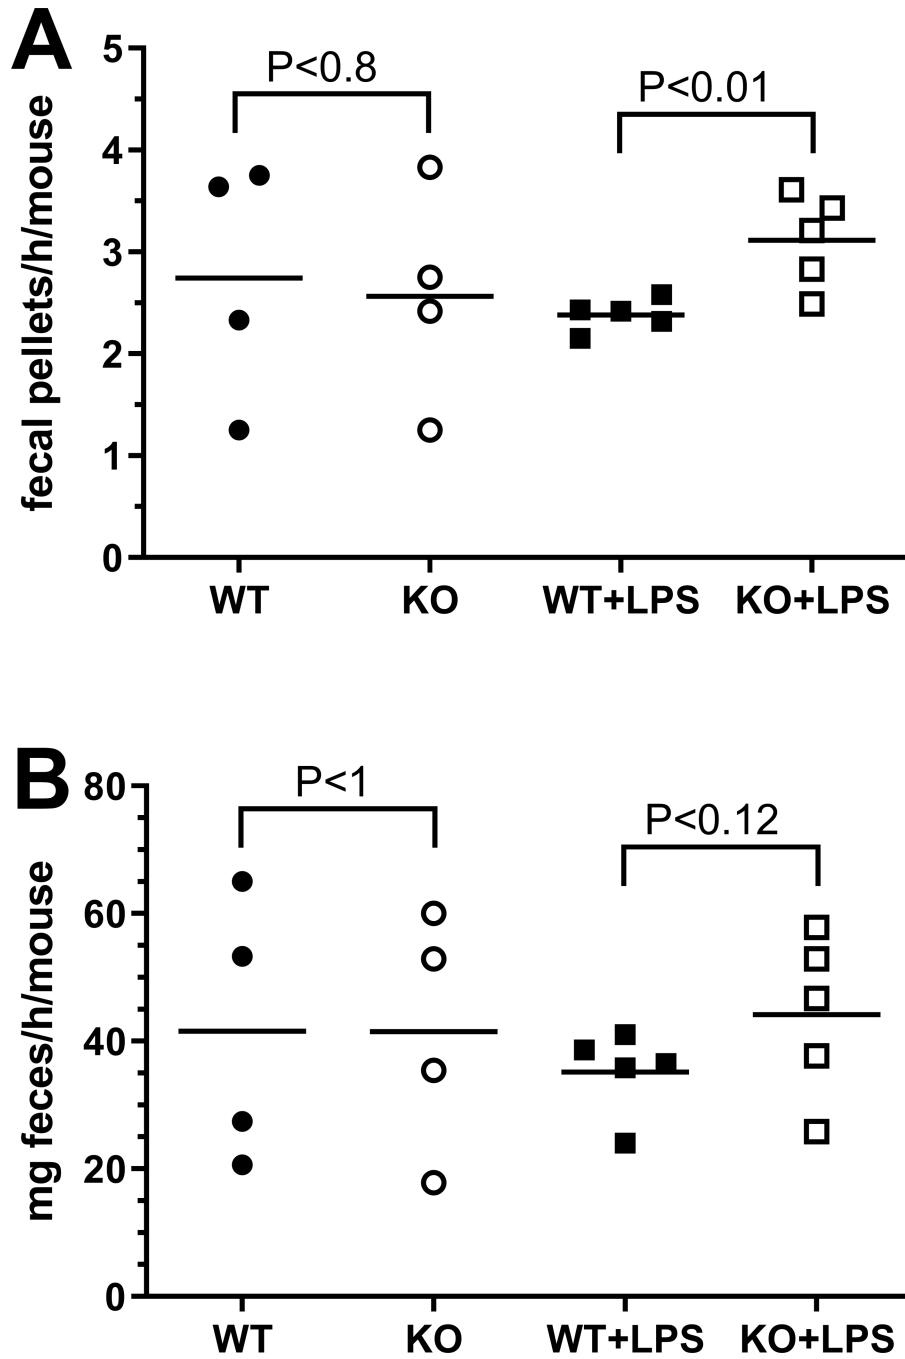 A
fecal pellets/h/mouse
5
4
3
2
1
0
P<0.8
P<0.01
WT
KO
WT+LPS
KO+LPS
B
mg feces/h/mouse
80
60
40
20
0
P<1
P<0.12
WT
KO
WT+LPS
KO+LPS